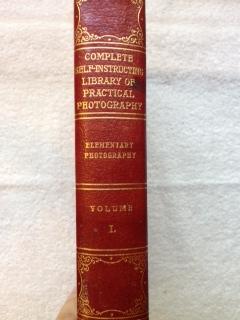 COMPLETE
SELF-INSTRUCTING
LIBRARY OF
PRACTICAL
PHOTOGRAPHY
ELEMENTARY
PHOTOGRAPHY
VOLUME
I.